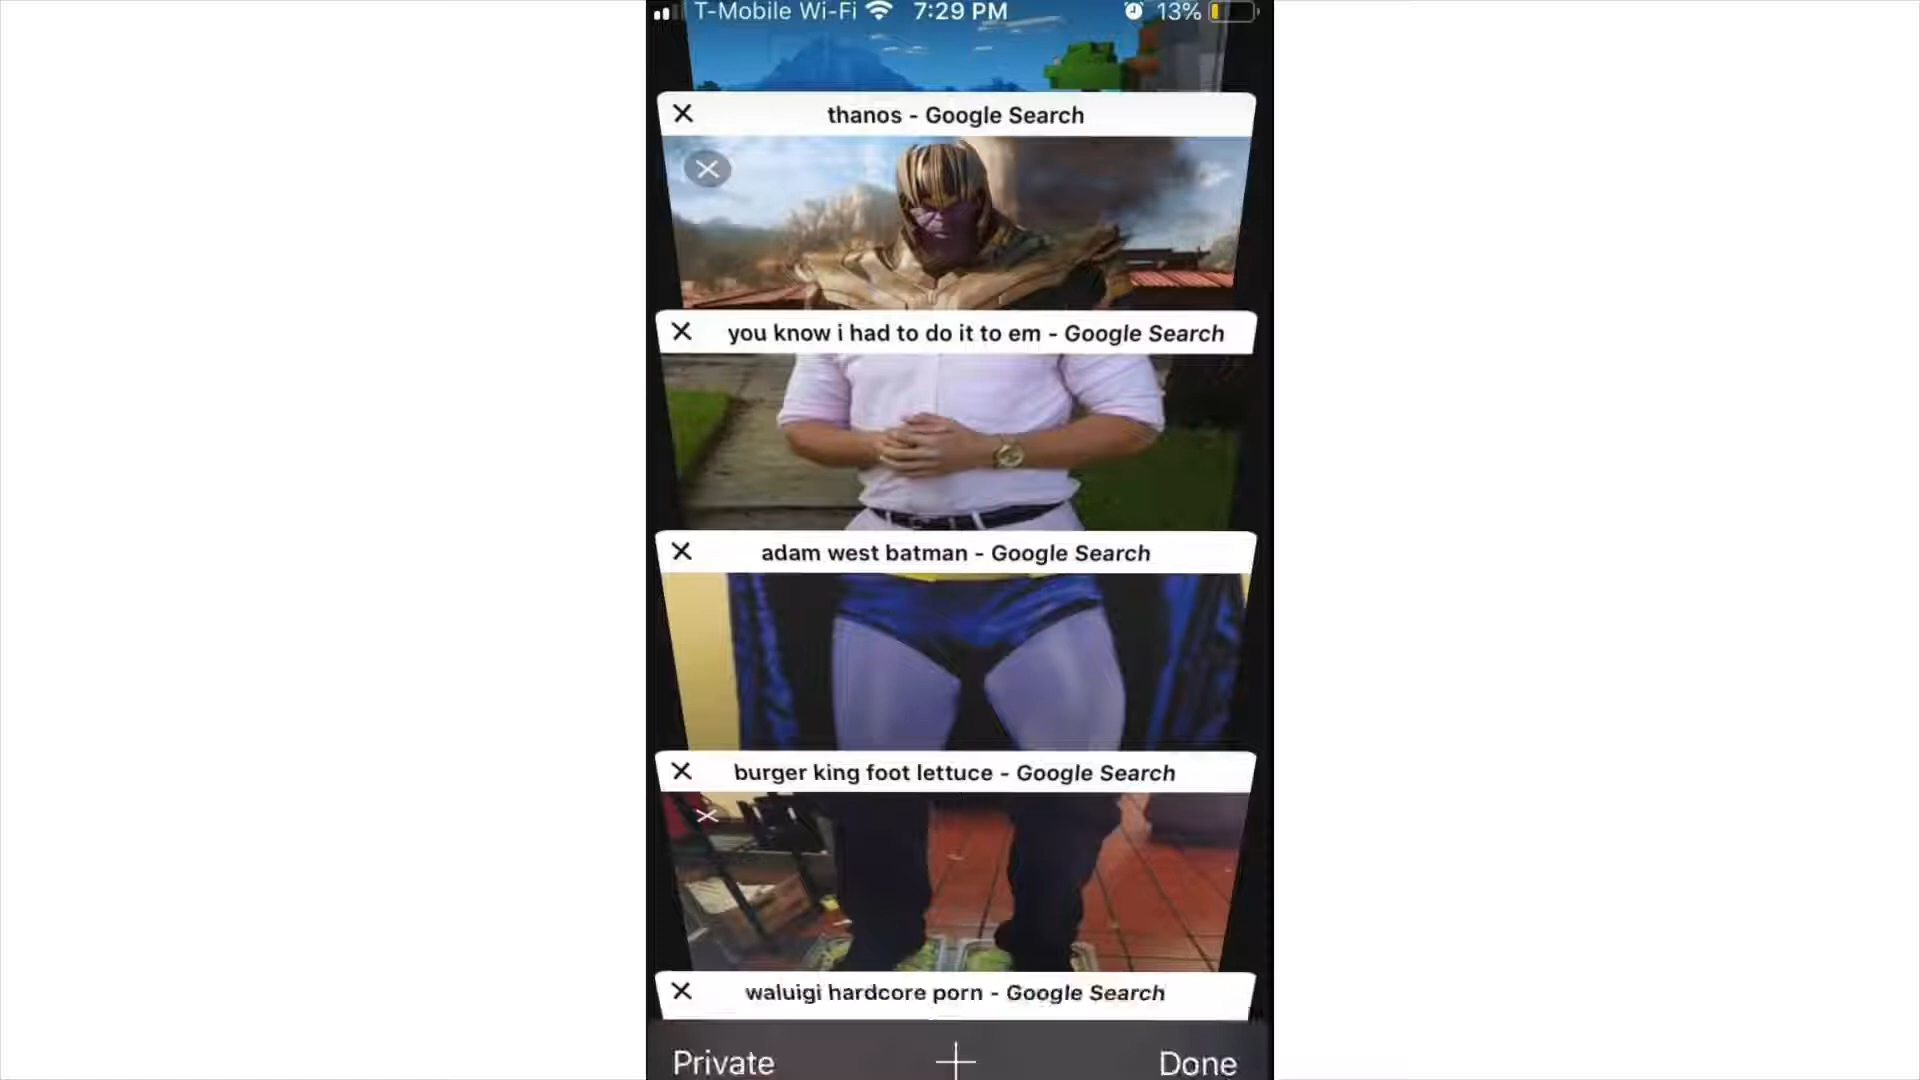 T-Mobile Wi-Fi 7:29 PM 13%
thanos - Google Search
you know i had to do it to em - Google Search
adam west batman - Google Search
burger king foot lettuce - Google Search
waluigi hardcore porn - Google Search
Private Done